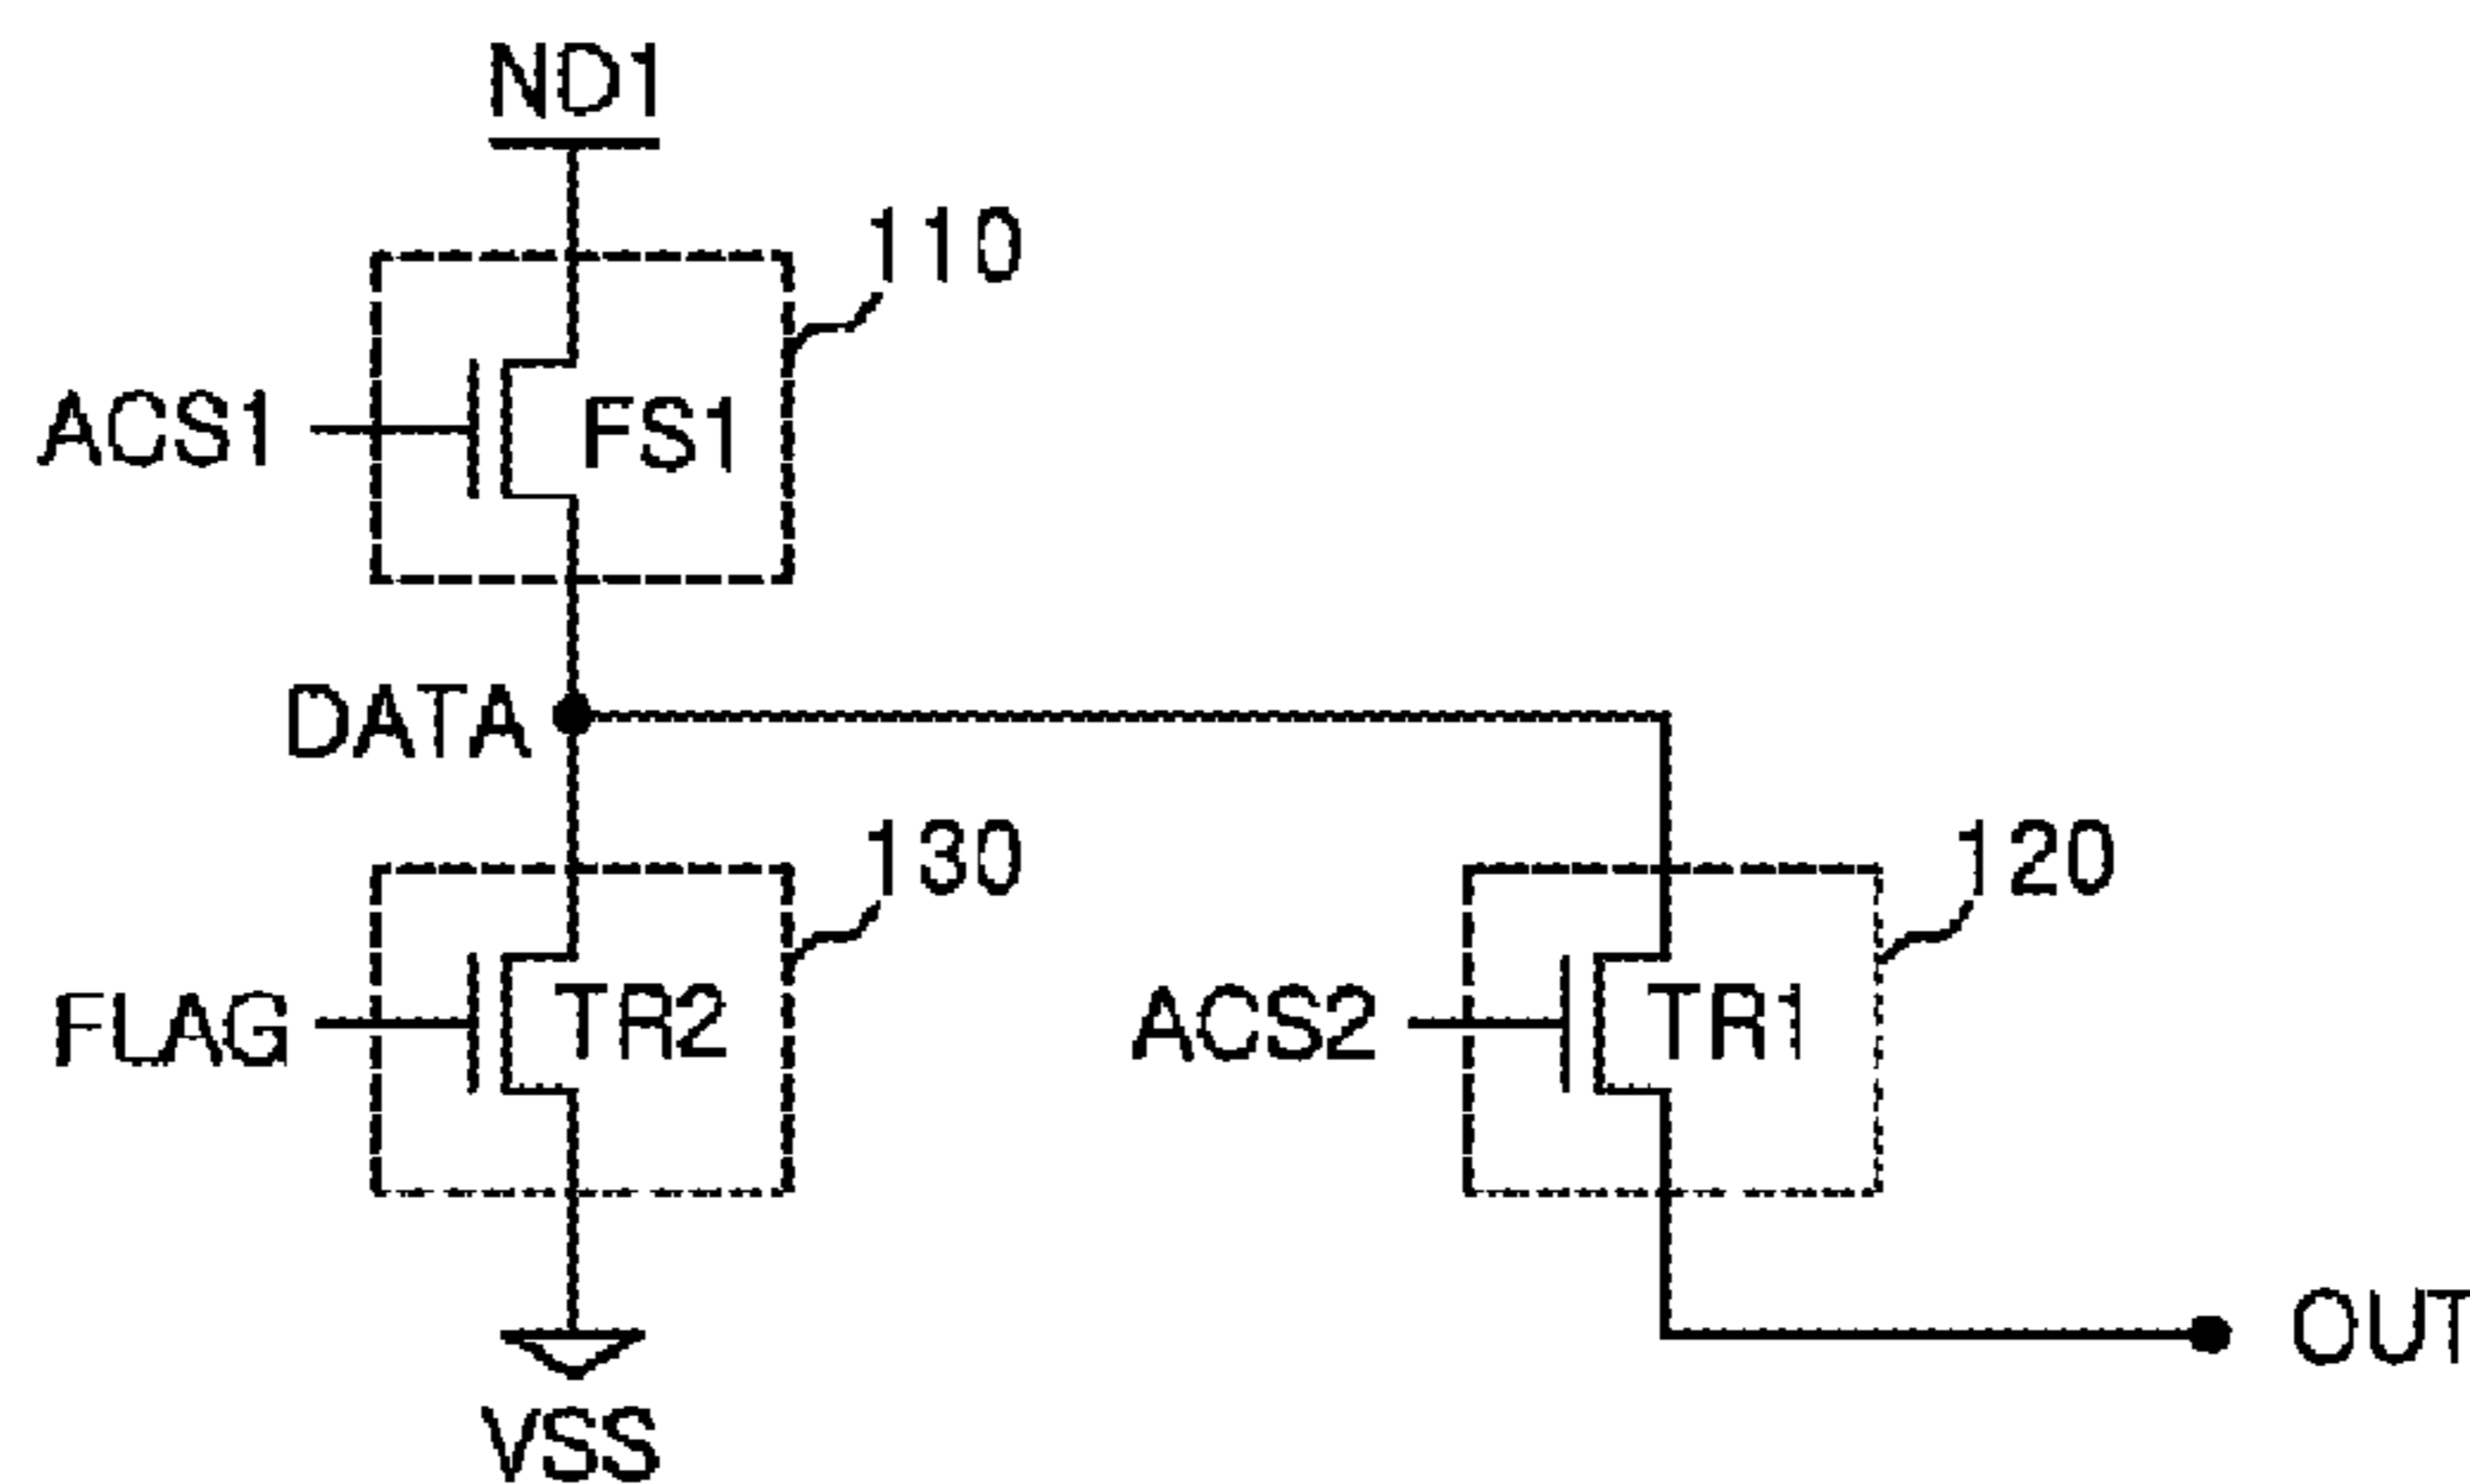 ND1
110
ACS1
FS1
DATA
130
120
FLAG
TR2
ACS2
TR1
OUT
VSS